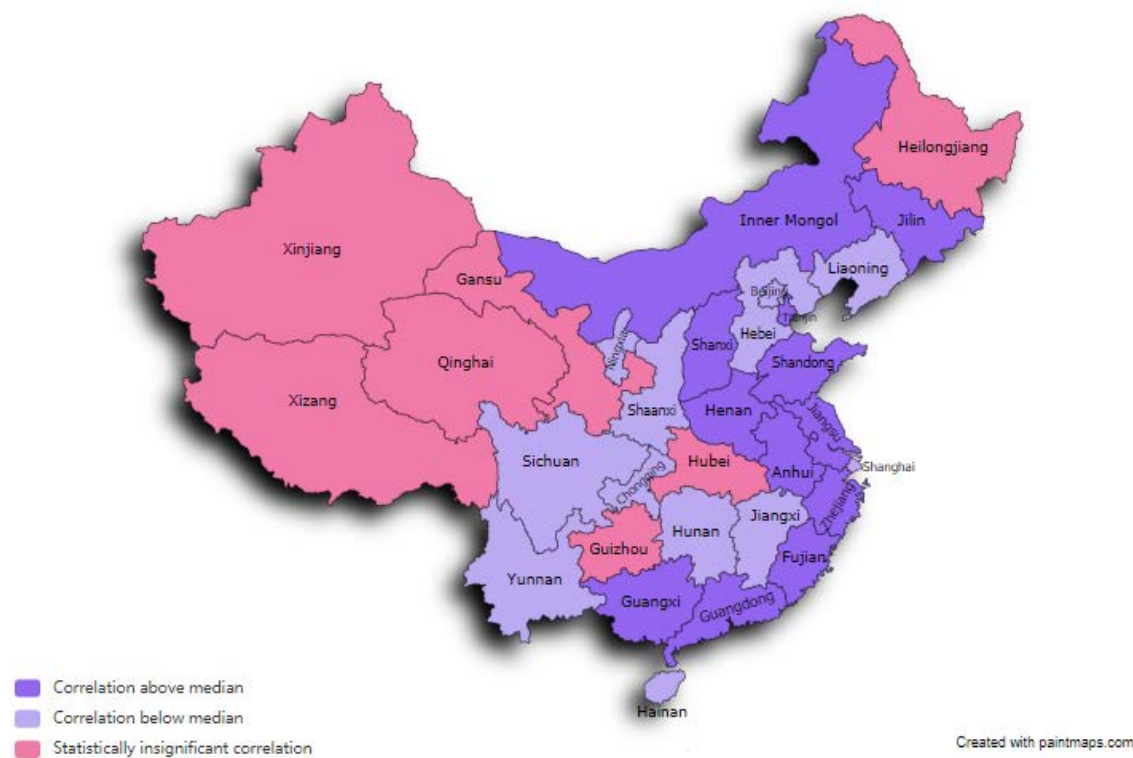 Heilongjiang
Inner Mongol
Jilin
Xinjiang
Gansu
Liaoning
Beijing
Tianjin
Hebei
Ningxia
Shanxi
Shandong
Qinghai
Xizang
Shaanxi
Henan
Jiangsu
Sichuan
Hubei
Anhui
Shanghai
Chongqing
Zhejiang
Hunan
Jiangxi
Guizhou
Fujian
Yunnan
Guangxi
Guangdong
Hainan
Correlation above median
Correlation below median
Statistically insignificant correlation
Created with paintmaps.com